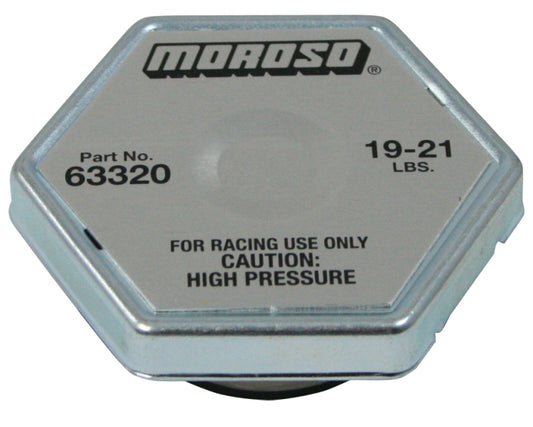 MOROSO®
Part No.
63320
19-21
LBS.
FOR RACING USE ONLY
CAUTION:
HIGH PRESSURE